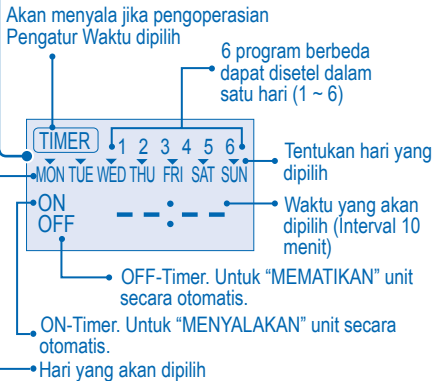 Akan menyala jika pengoperasian
Pengatur Waktu dipilih
6 program berbeda
dapat disetel dalam
satu hari (1 ~ 6)
TIMER 1 2 3 4 5 6
MON TUE WED THU FRI SAT SUN
ON
OFF
--:--
Tentukan hari yang
dipilih
Waktu yang akan
dipilih (Interval 10
menit)
OFF-Timer. Untuk “MEMATIKAN” unit
secara otomatis.
ON-Timer. Untuk “MENYALAKAN” unit secara
otomatis.
Hari yang akan dipilih